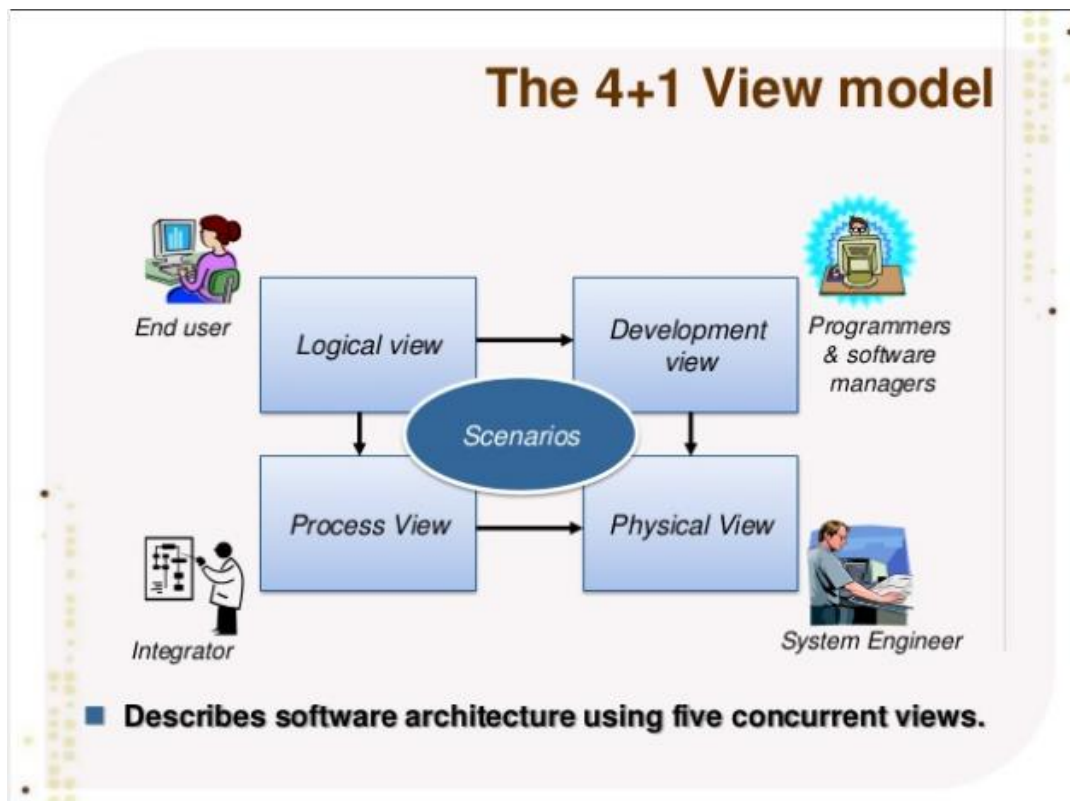 The 4+1 View model
End user
Logical view
Development
view
Programmers
& software
managers
Scenarios
Process View
Physical View
Integrator
System Engineer
Describes software architecture using five concurrent views.